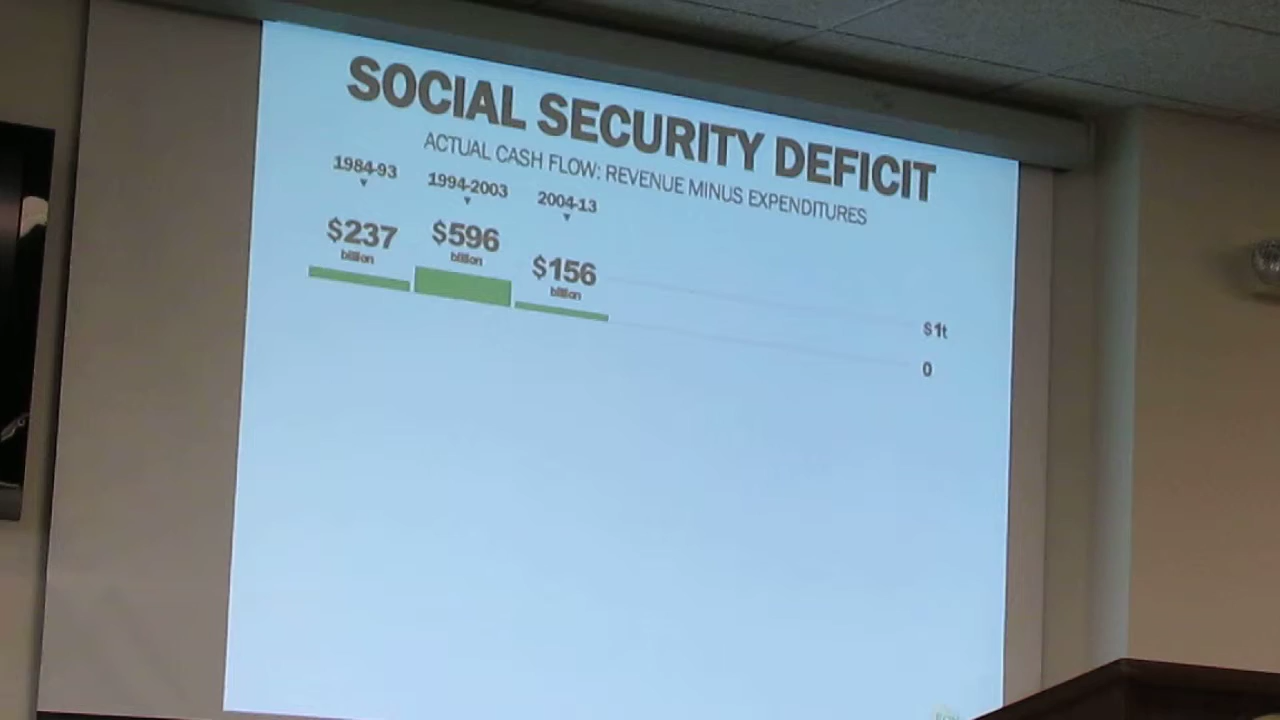 SOCIAL SECURITY DEFICIT
ACTUAL CASH FLOW: REVENUE MINUS EXPENDITURES
1984-93
1994-2003
2004-13
$237
billion
$596
billion
$156
billion
$1t
0